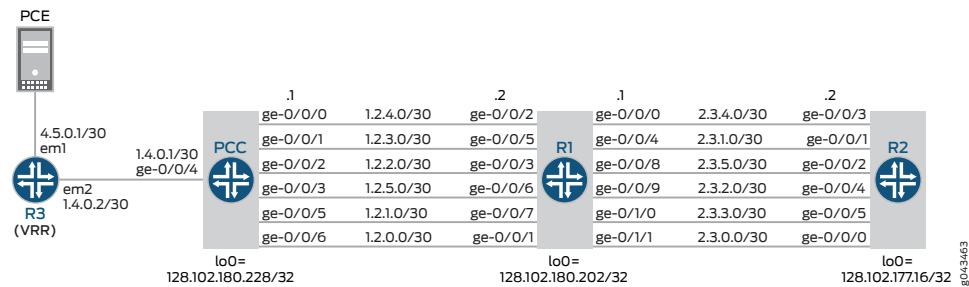 PCE
4.5.0.1/30
em1
R3
(VRR)
em2
1.4.0.2/30
1.4.0.1/30
ge-0/0/4
PCC
R1
R2
.1 .2 .1 .2
ge-0/0/0 1.2.4.0/30 ge-0/0/2 ge-0/0/0 2.3.4.0/30 ge-0/0/3
ge-0/0/1 1.2.3.0/30 ge-0/0/5 ge-0/0/4 2.3.1.0/30 ge-0/0/1
ge-0/0/2 1.2.2.0/30 ge-0/0/3 ge-0/0/8 2.3.5.0/30 ge-0/0/2
ge-0/0/3 1.2.5.0/30 ge-0/0/6 ge-0/0/9 2.3.2.0/30 ge-0/0/4
ge-0/0/5 1.2.1.0/30 ge-0/0/7 ge-0/1/0 2.3.3.0/30 ge-0/0/5
ge-0/0/6 1.2.0.0/30 ge-0/0/1 ge-0/1/1 2.3.0.0/30 ge-0/0/0
lo0=
128.102.180.228/32
lo0=
128.102.180.202/32
lo0=
128.102.177.16/32
g043463